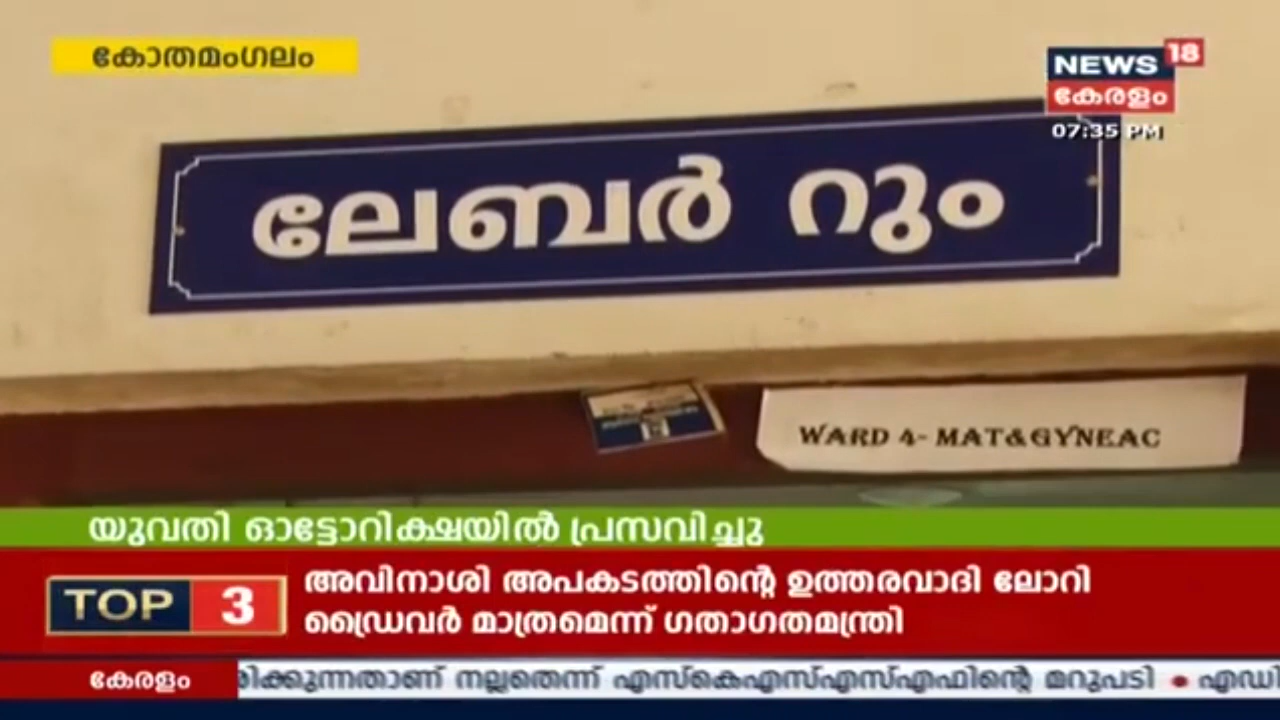 കോതമംഗലം
NEWS 18
കേരളം
07:35 PM
ലേബർ റൂം
WARD 4- MAT&GYNEAC
യുവതി ഓട്ടോറിക്ഷയിൽ പ്രസവിച്ചു
TOP 3
അവിനാശി അപകടത്തിന്റെ ഉത്തരവാദി ലോറി
ഡ്രൈവർ മാത്രമെന്ന് ഗതാഗതമന്ത്രി
കേരളം
നല്ലതെന്ന് എസ്കെഎസ്എസ്എഫിന്റെ മറുപടി •